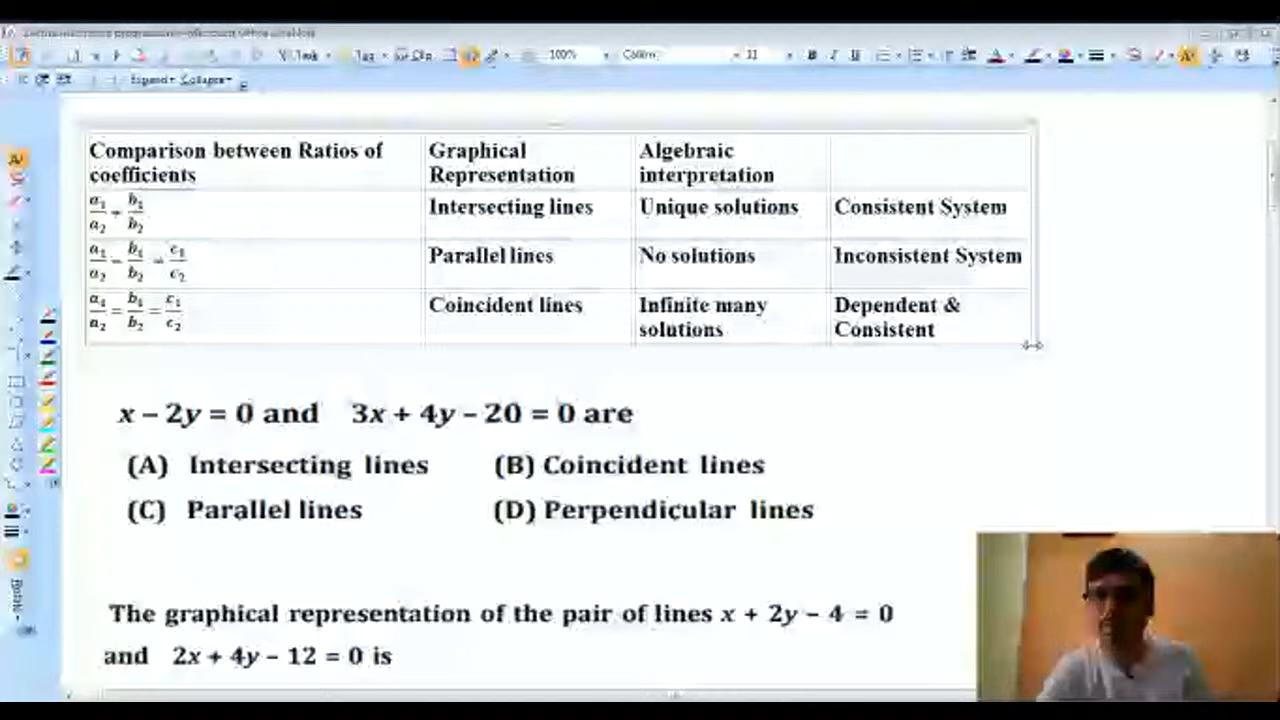 100%
11
Comparison between Ratios of coefficients
Graphical Representation
Algebraic interpretation
a₁/a₂ b₁/b₂
Intersecting lines
Unique solutions
Consistent System
a₁/a₂ = b₁/b₂ c₁/c₂
Parallel lines
No solutions
Inconsistent System
a₁/a₂ = b₁/b₂ = c₁/c₂
Coincident lines
Infinite many solutions
Dependent & Consistent
x – 2y = 0 and 3x + 4y – 20 = 0 are
(A) Intersecting lines (B) Coincident lines
(C) Parallel lines (D) Perpendicular lines
The graphical representation of the pair of lines x + 2y – 4 = 0
and 2x + 4y – 12 = 0 is